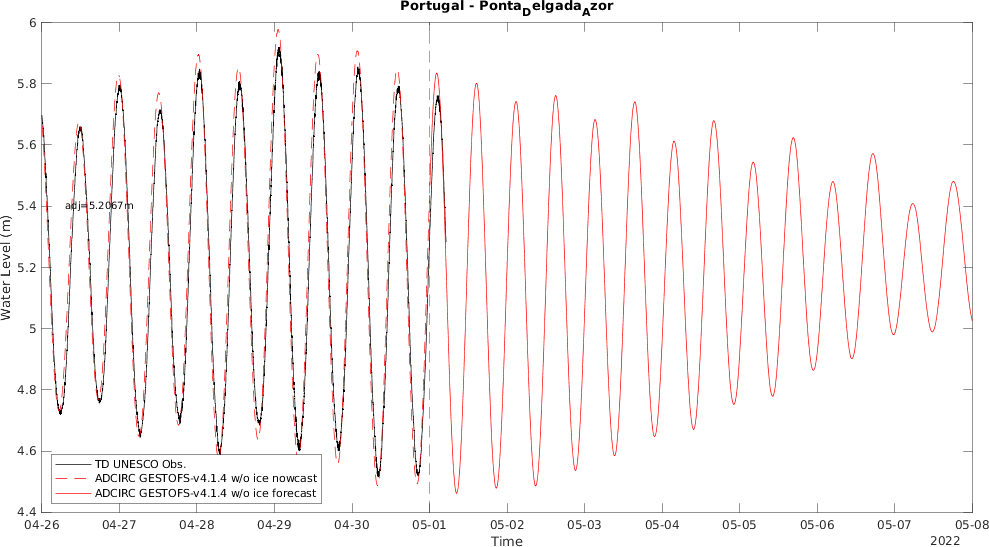 Portugal - PontaDelgadaAzor
6
5.8
5.6
5.4
5.2
5
4.8
4.6
4.4
Water Level (m)
adj=5.2067m
TD UNESCO Obs.
ADCIRC GESTOFS-v4.1.4 w/o ice nowcast
ADCIRC GESTOFS-v4.1.4 w/o ice forecast
04-26 04-27 04-28 04-29 04-30 05-01 05-02 05-03 05-04 05-05 05-06 05-07 05-08
Time
2022